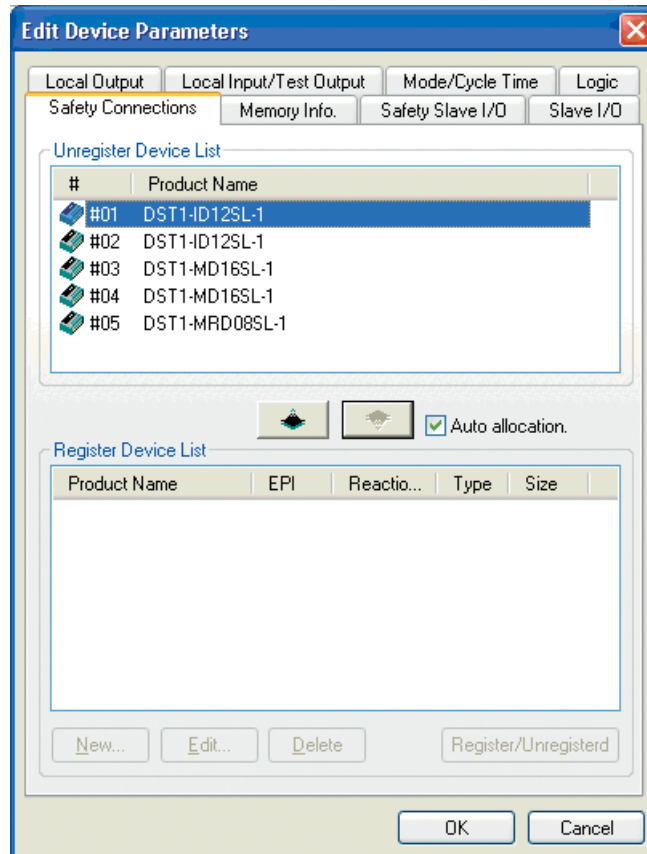 Edit Device Parameters
Local Output Local Input/Test Output Mode/Cycle Time Logic
Safety Connections Memory Info. Safety Slave I/O Slave I/O
Unregister Device List
# Product Name
#01 DST1-ID12SL-1
#02 DST1-ID12SL-1
#03 DST1-MD16SL-1
#04 DST1-MD16SL-1
#05 DST1-MRD08SL-1
Auto allocation.
Register Device List
Product Name EPI Reactio... Type Size
New... Edit... Delete Register/Unregisterd
OK Cancel